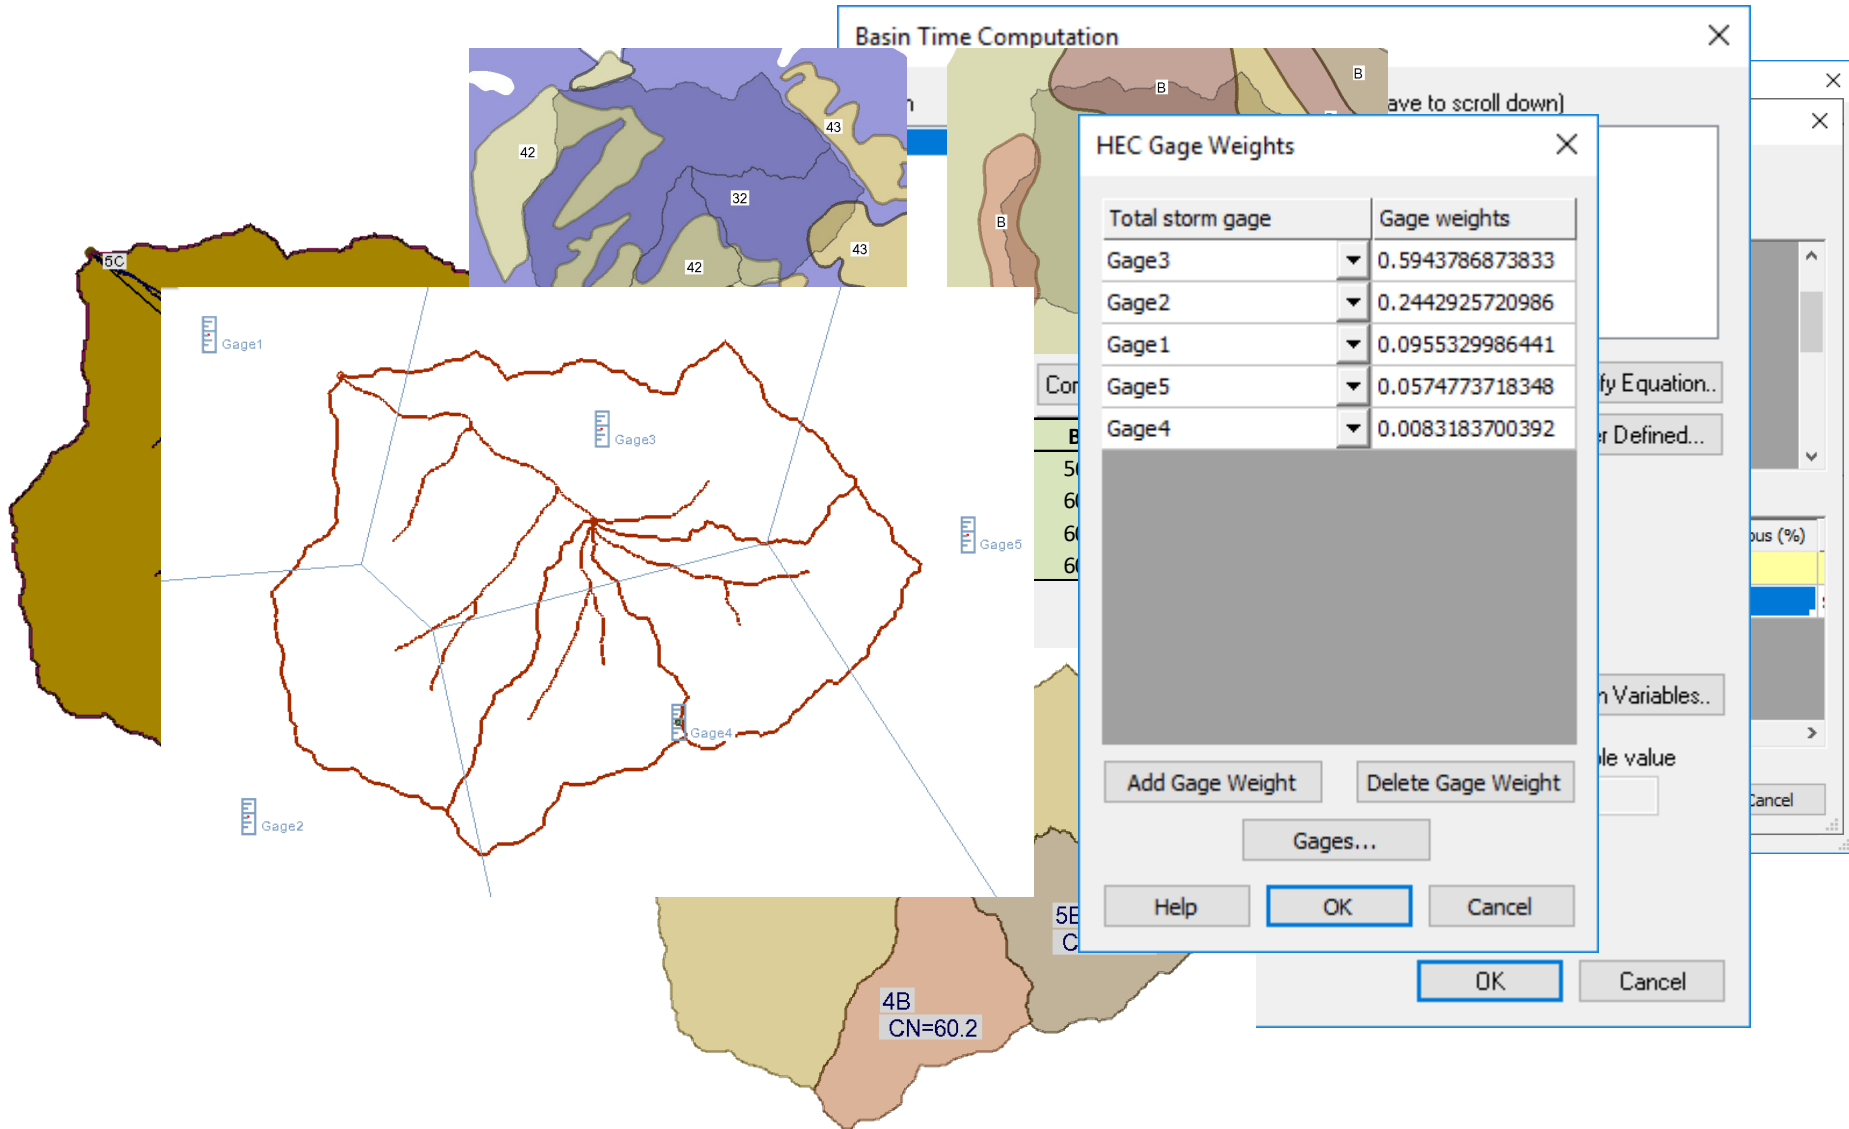 Basin Time Computation
ave to scroll down)
B
B
B
42
43
32
43
42
5C
HEC Gage Weights
Total storm gage Gage weights
Gage3 0.5943786873833
Gage2 0.2442925720986
Gage1 0.0955329986441
Gage5 0.0574773718348
Gage4 0.0083183700392
Add Gage Weight Delete Gage Weight
Gages...
Help OK Cancel
Gage1
Gage3
Gage5
Gage4
Gage2
fy Equation..
er Defined...
ous (%)
n Variables..
ble value
Cancel
4B
CN=60.2
OK Cancel